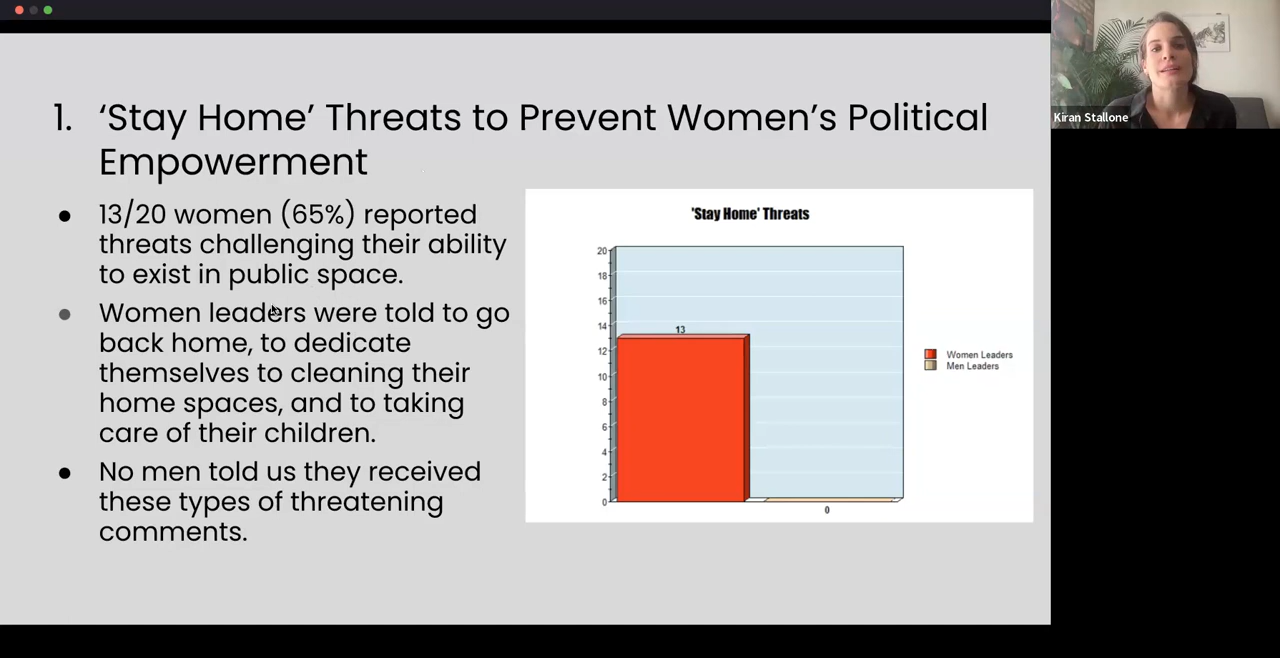 1. ‘Stay Home’ Threats to Prevent Women’s Political
Empowerment
● 13/20 women (65%) reported
threats challenging their ability
to exist in public space.
● Women leaders were told to go
back home, to dedicate
themselves to cleaning their
home spaces, and to taking
care of their children.
● No men told us they received
these types of threatening
comments.
'Stay Home' Threats
20
18
16
14
12
10
8
6
4
2
0
13
0
Women Leaders
Men Leaders
Kiran Stallone